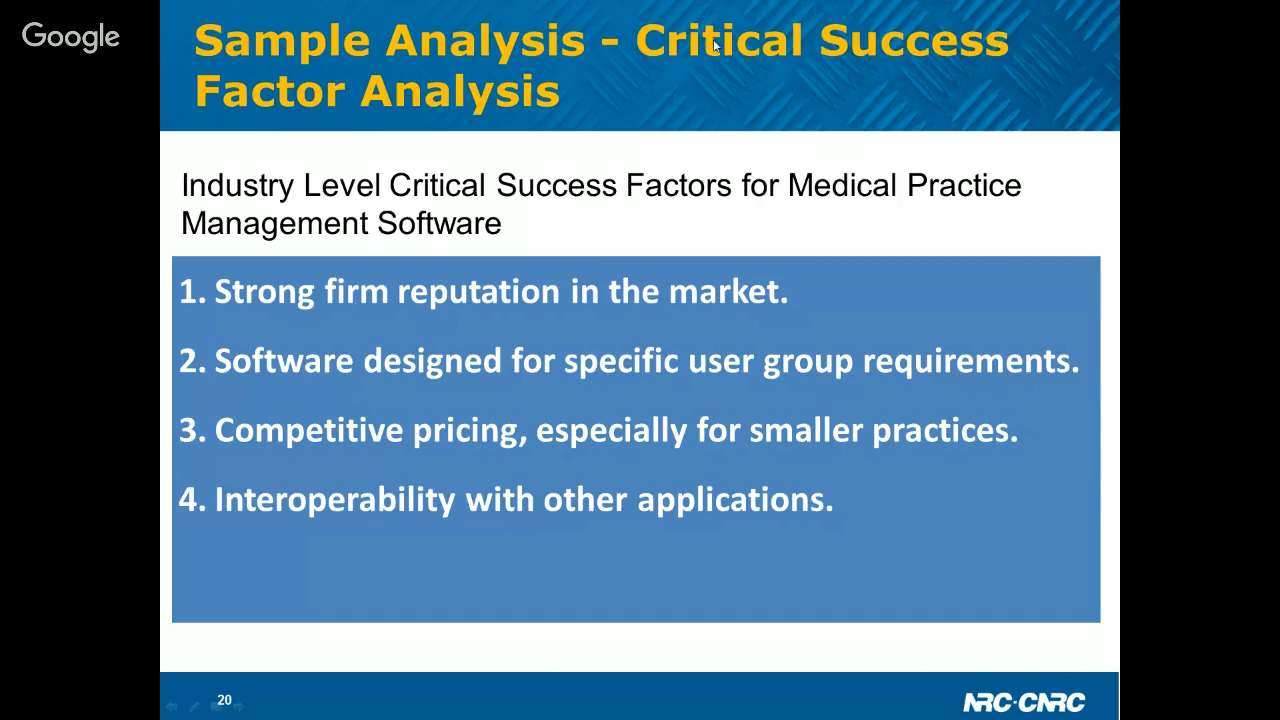 Google
Sample Analysis - Critical Success
Factor Analysis
Industry Level Critical Success Factors for Medical Practice
Management Software
1. Strong firm reputation in the market.
2. Software designed for specific user group requirements.
3. Competitive pricing, especially for smaller practices.
4. Interoperability with other applications.
20
NRC·CNRC